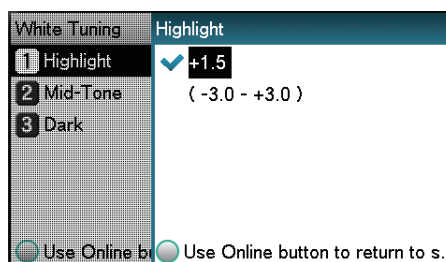 White Tuning
1 Highlight
2 Mid-Tone
3 Dark
Use Online b
Highlight
+1.5
( -3.0 - +3.0 )
Use Online button to return to s.